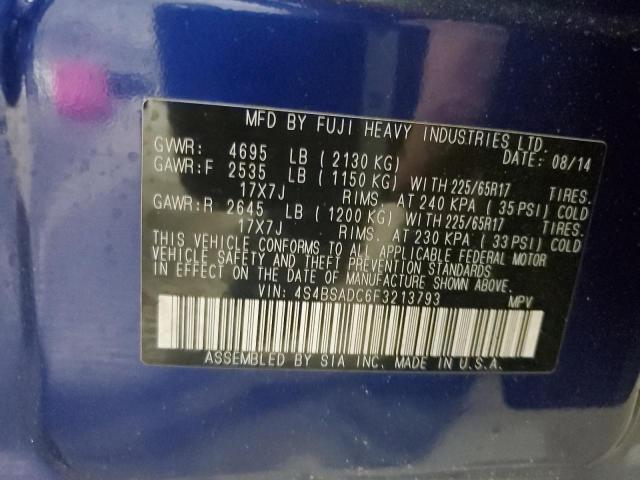 MFD BY FUJI HEAVY INDUSTRIES LTD.
GVWR: 4695 LB (2130 KG) DATE: 08/14
GAWR:F 2535 LB (1150 KG) WITH 225/65R17 TIRES.
17X7J RIMS. AT 240 KPA (35 PSI) COLD
GAWR:R 2645 LB (1200 KG) WITH 225/65R17 TIRES.
17X7J RIMS. AT 230 KPA (33 PSI) COLD
THIS VEHICLE CONFORMS TO ALL APPLICABLE FEDERAL MOTOR
VEHICLE SAFETY AND THEFT PREVENTION STANDARDS
IN EFFECT ON THE DATE OF MANUFACTURE SHOWN ABOVE.
VIN: 4S4BSADC6F3213793 MPV
ASSEMBLED BY SIA INC. MADE IN U.S.A.